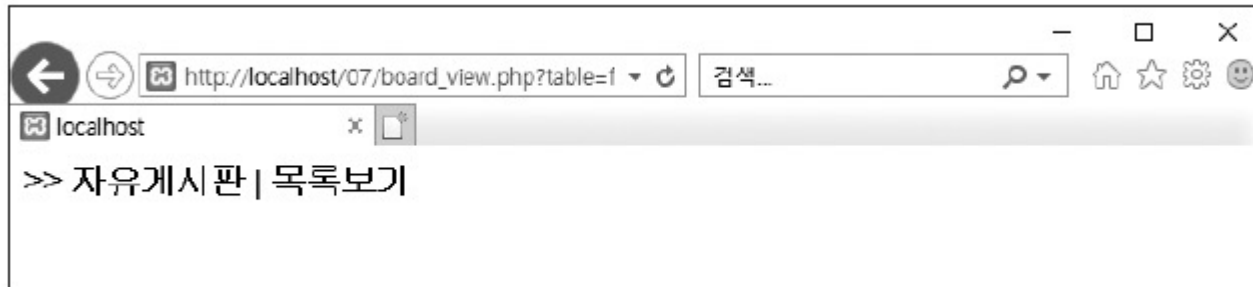 http://localhost/07/board_view.php?table=f
검색...
localhost
>> 자유게시판 | 목록보기